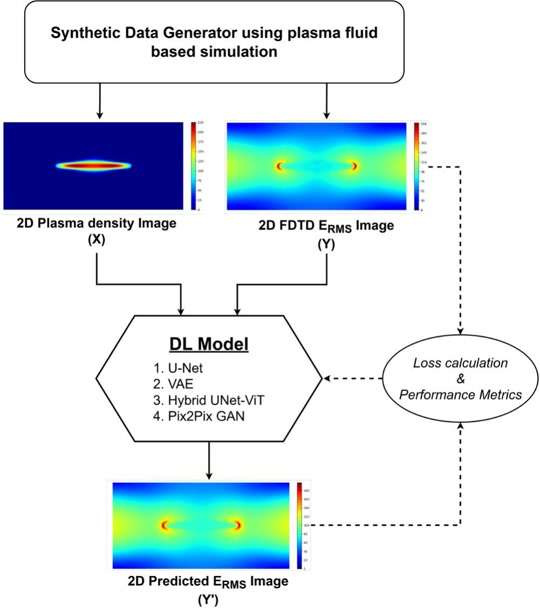 Synthetic Data Generator using plasma fluid
based simulation
2D Plasma density Image
(X)
2D FDTD E_RMS Image
(Y)
DL Model
1. U-Net
2. VAE
3. Hybrid UNet-ViT
4. Pix2Pix GAN
Loss calculation
&
Performance Metrics
2D Predicted E_RMS Image
(Y')